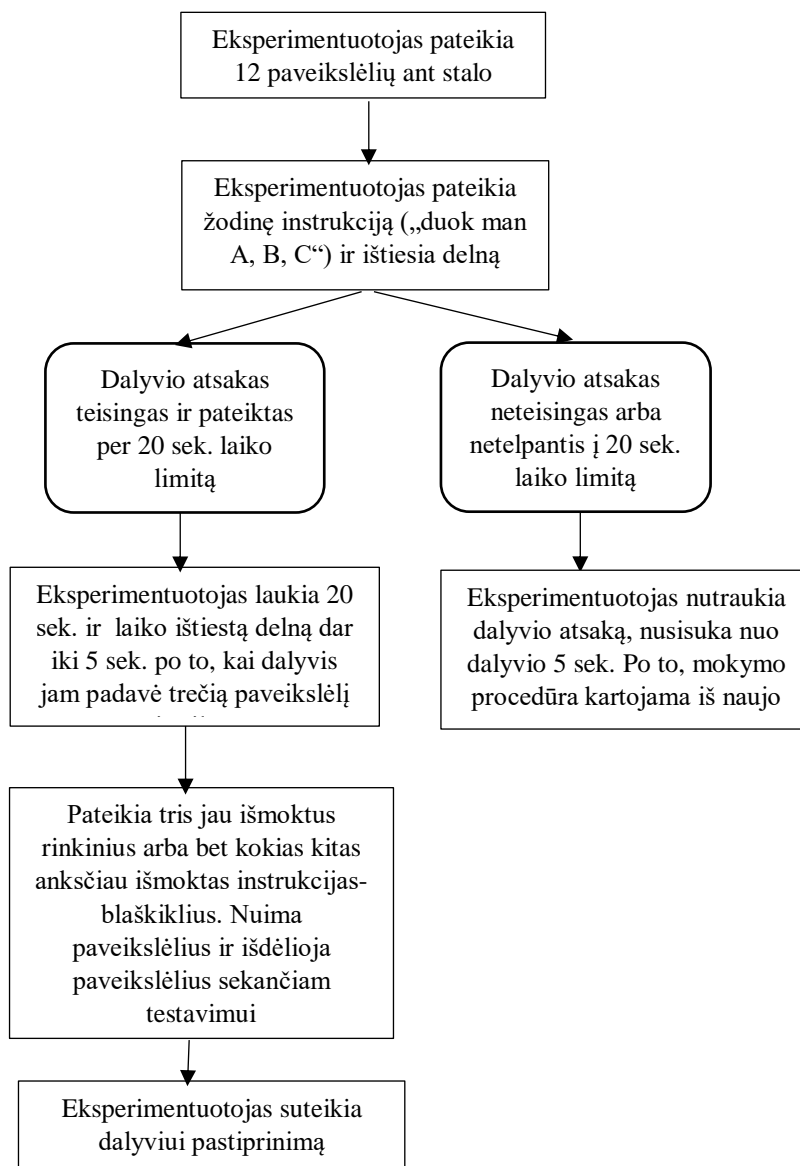 Eksperimentuotojas pateikia
12 paveikslėlių ant stalo
Eksperimentuotojas pateikia
žodinę instrukciją („duok man
A, B, C“) ir ištiesia delną
Dalyvio atsakas
teisingas ir pateiktas
per 20 sek. laiko
limitą
Dalyvio atsakas
neteisingas arba
netelpantis į 20 sek.
laiko limitą
Eksperimentuotojas laukia 20
sek. ir laiko ištiestą delną dar
iki 5 sek. po to, kai dalyvis
jam padavė trečią paveikslėlį
Eksperimentuotojas nutraukia
dalyvio atsaką, nusisuka nuo
dalyvio 5 sek. Po to, mokymo
procedūra kartojama iš naujo
Pateikia tris jau išmoktus
rinkinius arba bet kokias kitas
anksčiau išmoktas instrukcijas-
blaškiklius. Nuima
paveikslėlius ir išdėlioja
paveikslėlius sekančiam
testavimui
Eksperimentuotojas suteikia
dalyviui pastiprinimą